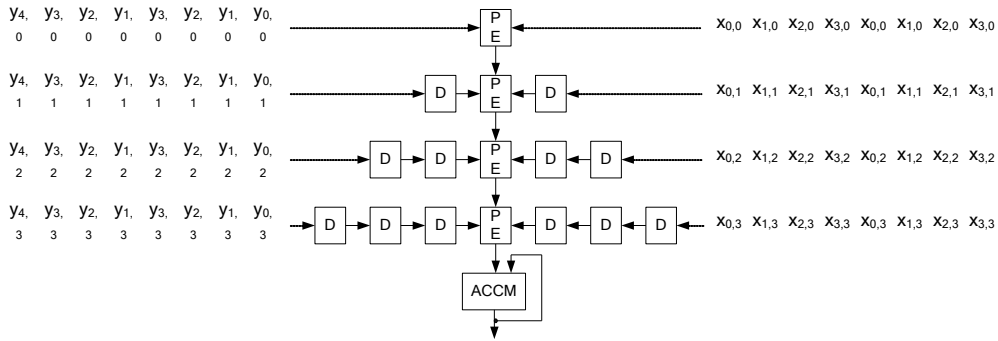 y4,0 y3,0 y2,0 y1,0 y3,0 y2,0 y1,0 y0,0 P E x0,0 x1,0 x2,0 x3,0 x0,0 x1,0 x2,0 x3,0
y4,1 y3,1 y2,1 y1,1 y3,1 y2,1 y1,1 y0,1 D P E D x0,1 x1,1 x2,1 x3,1 x0,1 x1,1 x2,1 x3,1
y4,2 y3,2 y2,2 y1,2 y3,2 y2,2 y1,2 y0,2 D D P E D D x0,2 x1,2 x2,2 x3,2 x0,2 x1,2 x2,2 x3,2
y4,3 y3,3 y2,3 y1,3 y3,3 y2,3 y1,3 y0,3 D D D P E D D D x0,3 x1,3 x2,3 x3,3 x0,3 x1,3 x2,3 x3,3
ACCM